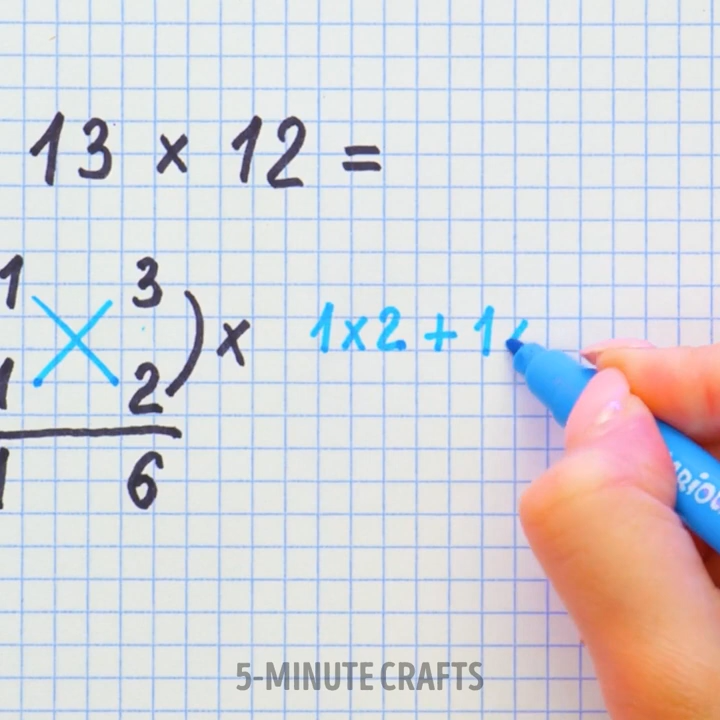 13 × 12 =
1 3
1 2 ) ×
1 6
1×2 + 1
5-MINUTE CRAFTS